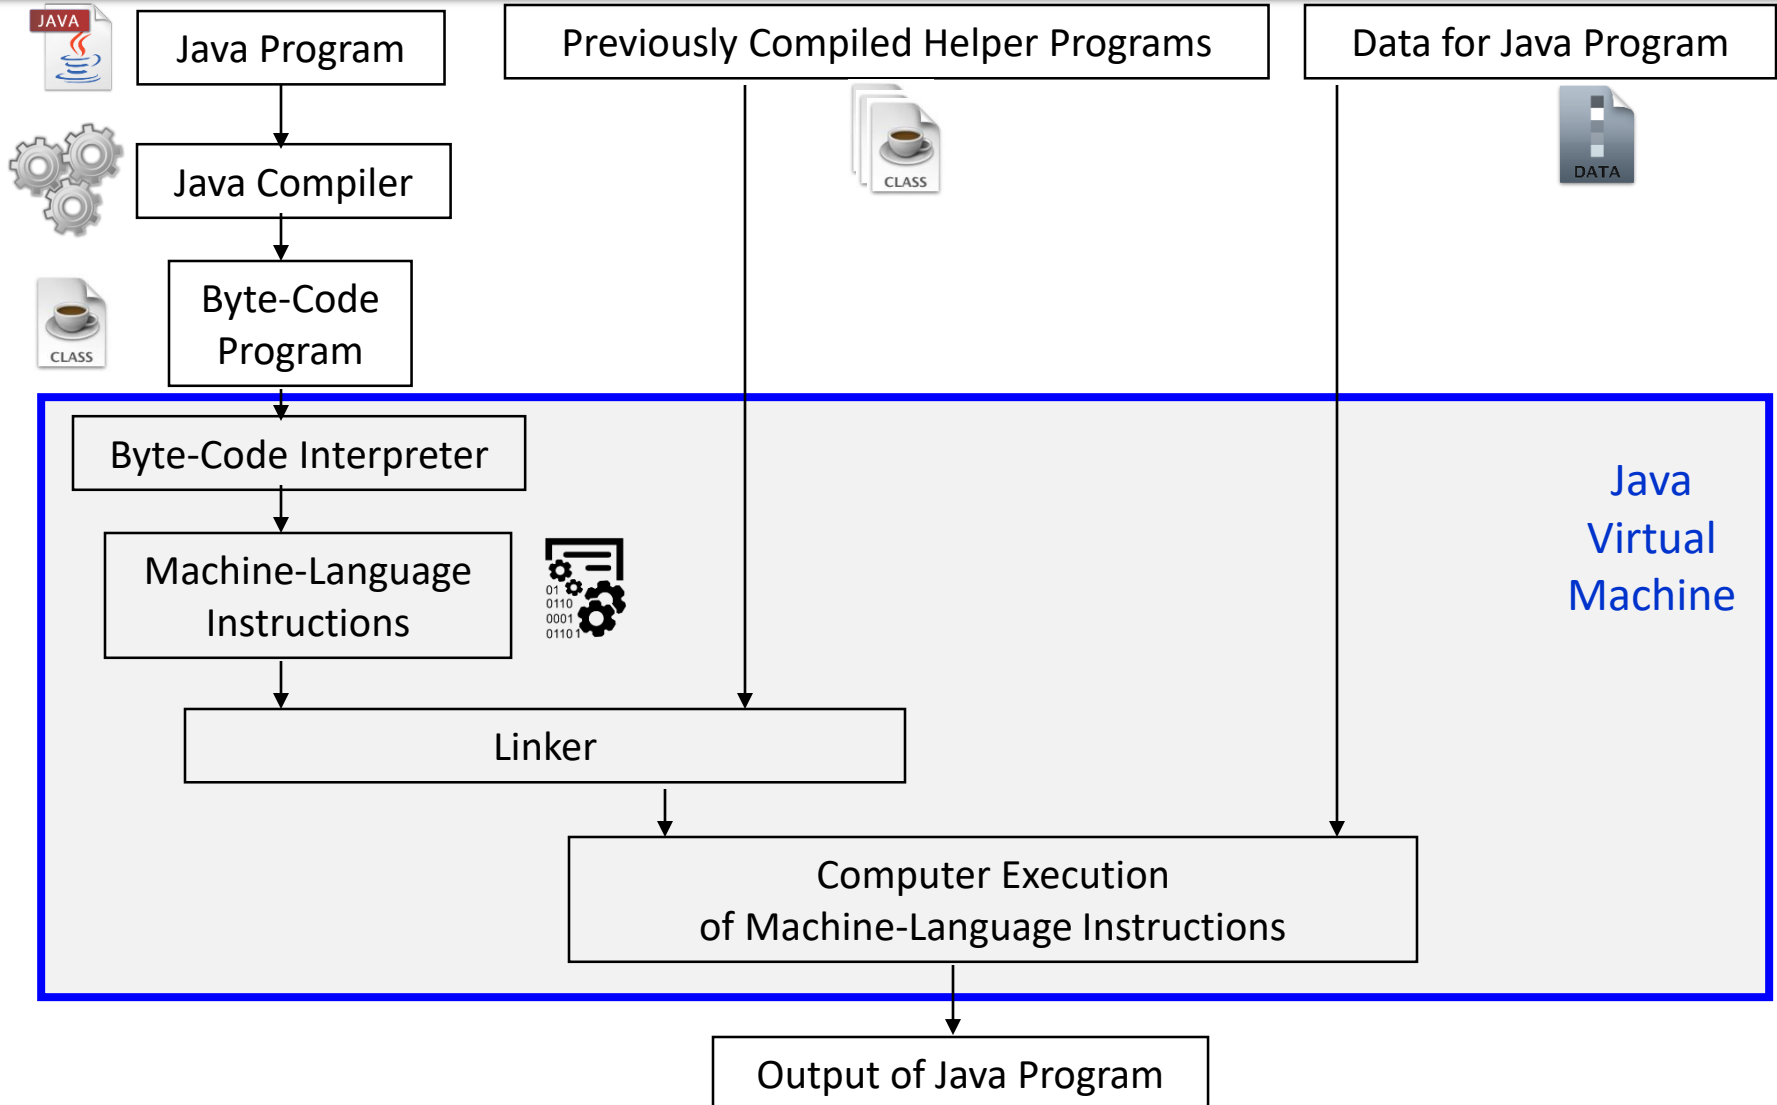 JAVA
Java Program
Previously Compiled Helper Programs
Data for Java Program
CLASS
DATA
Java Compiler
Byte-Code
Program
CLASS
Byte-Code Interpreter
Java
Virtual
Machine
Machine-Language
Instructions
01
0110
0001
01101
Linker
Computer Execution
of Machine-Language Instructions
Output of Java Program